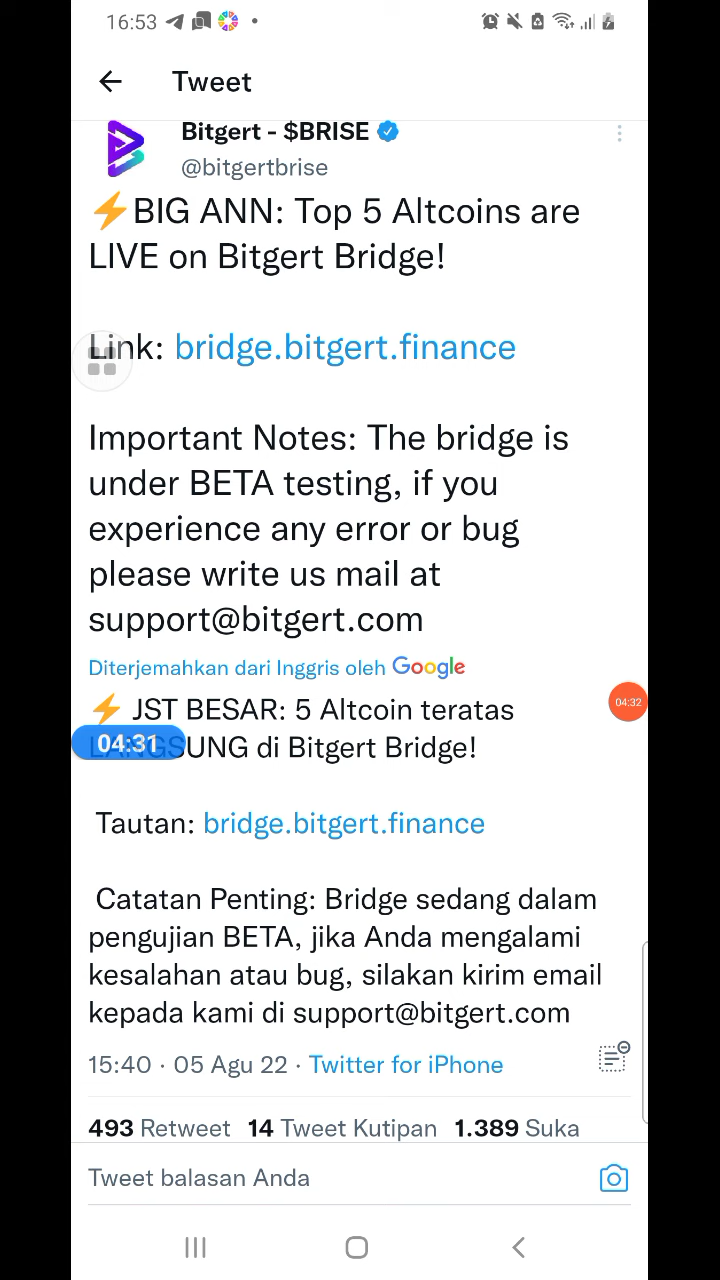 16:53
Tweet
Bitgert - $BRISE
@bitgertbrise
⚡BIG ANN: Top 5 Altcoins are
LIVE on Bitgert Bridge!
Link: bridge.bitgert.finance
Important Notes: The bridge is
under BETA testing, if you
experience any error or bug
please write us mail at
support@bitgert.com
Diterjemahkan dari Inggris oleh Google
⚡ JST BESAR: 5 Altcoin teratas
04:32
LANGSUNG di Bitgert Bridge!
04:31
Tautan: bridge.bitgert.finance
Catatan Penting: Bridge sedang dalam
pengujian BETA, jika Anda mengalami
kesalahan atau bug, silakan kirim email
kepada kami di support@bitgert.com
15:40 · 05 Agu 22 · Twitter for iPhone
493 Retweet 14 Tweet Kutipan 1.389 Suka
Tweet balasan Anda